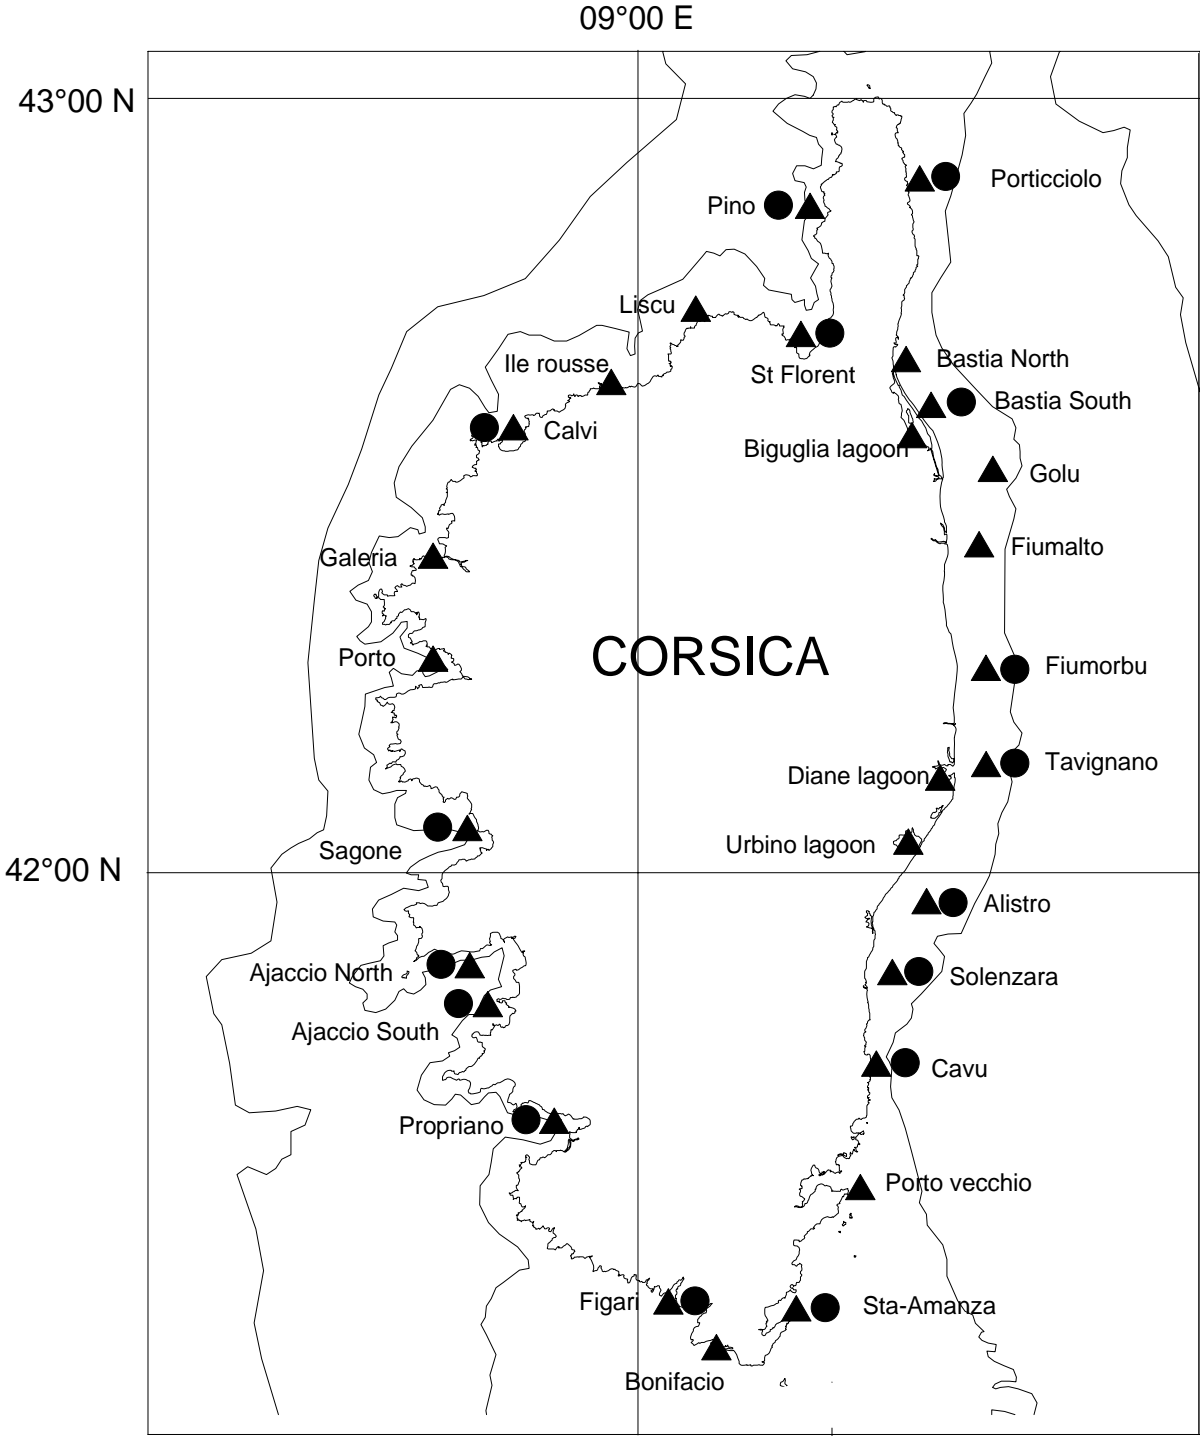 09°00 E
43°00 N
Porticciolo
Pino
Liscu
Ile rousse
St Florent
Bastia North
Bastia South
Calvi
Biguglia lagoon
Golu
Fiumalto
Galeria
CORSICA
Porto
Fiumorbu
Diane lagoon
Tavignano
Sagone
Urbino lagoon
42°00 N
Alistro
Ajaccio North
Solenzara
Ajaccio South
Cavu
Propriano
Porto vecchio
Figari
Sta-Amanza
Bonifacio